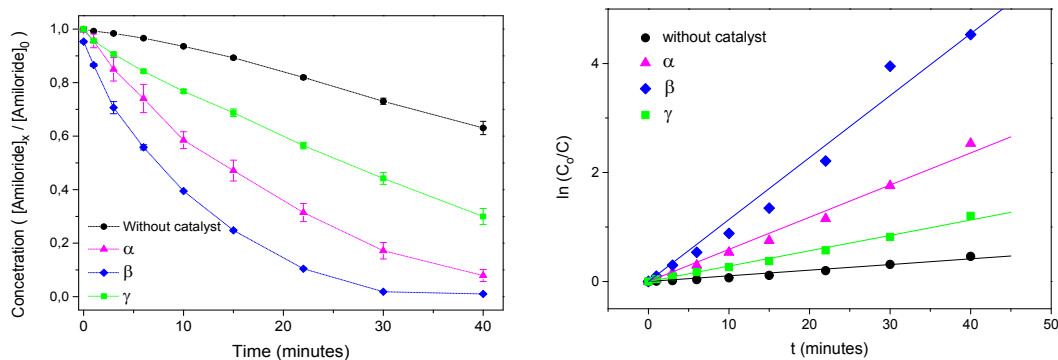 Concetration ( [Amiloride]x / [Amiloride]0
1,0
0,8
0,6
0,4
0,2
0,0
Without catalyst
α
β
γ
0 10 20 30 40
Time (minutes)
ln (Co/C)
4
2
0
without catalyst
α
β
γ
-10 0 10 20 30 40 50
t (minutes)